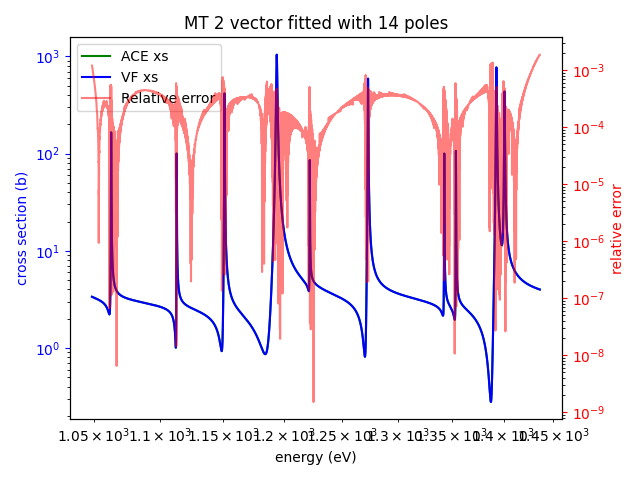 MT 2 vector fitted with 14 poles
ACE xs
VF xs
Relative error
cross section (b)
10³
10²
10¹
10⁰
10⁻³
10⁻⁴
10⁻⁵
10⁻⁶
10⁻⁷
10⁻⁸
10⁻⁹
relative error
1.05 × 10³ 1.1 × 10³ 1.15 × 10³ 1.2 × 10³ 1.25 × 10³ 1.3 × 10³ 1.35 × 10³ 1.4 × 10³ 1.45 × 10³
energy (eV)